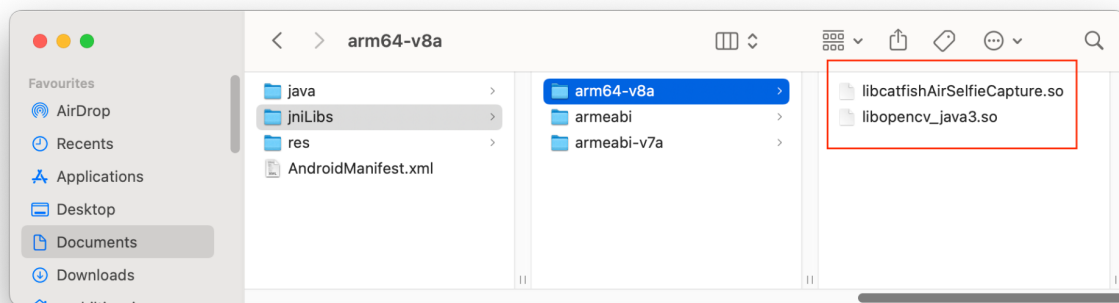 arm64-v8a
Favourites
AirDrop
Recents
Applications
Desktop
Documents
Downloads
java
jniLibs
res
AndroidManifest.xml
arm64-v8a
armeabi
armeabi-v7a
libcatfishAirSelfieCapture.so
libopencv_java3.so